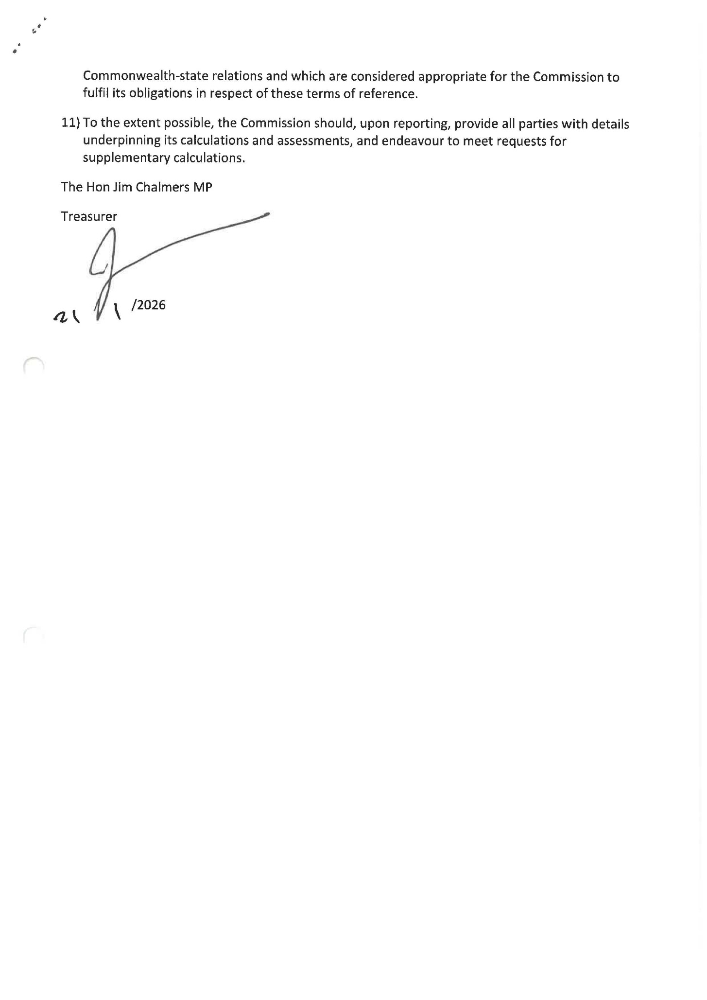 Commonwealth-state relations and which are considered appropriate for the Commission to
fulfil its obligations in respect of these terms of reference.
11) To the extent possible, the Commission should, upon reporting, provide all parties with details
underpinning its calculations and assessments, and endeavour to meet requests for
supplementary calculations.
The Hon Jim Chalmers MP
Treasurer
21 \ 1 /2026